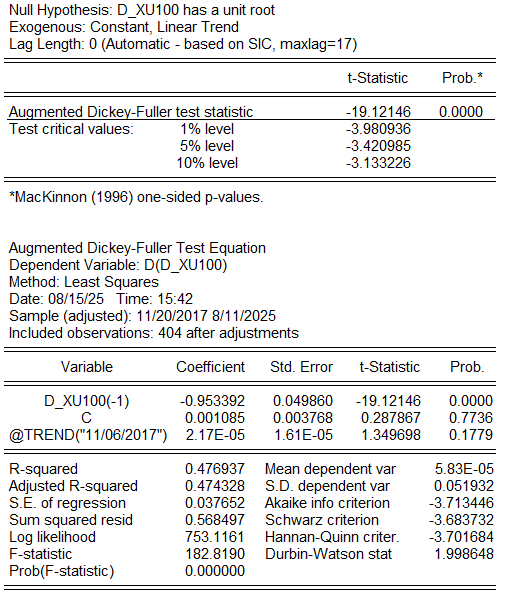 Null Hypothesis: D_XU100 has a unit root
Exogenous: Constant, Linear Trend
Lag Length: 0 (Automatic - based on SIC, maxlag=17)
t-Statistic Prob.*
Augmented Dickey-Fuller test statistic -19.12146 0.0000
Test critical values: 1% level -3.980936
5% level -3.420985
10% level -3.133226
*MacKinnon (1996) one-sided p-values.
Augmented Dickey-Fuller Test Equation
Dependent Variable: D(D_XU100)
Method: Least Squares
Date: 08/15/25 Time: 15:42
Sample (adjusted): 11/20/2017 8/11/2025
Included observations: 404 after adjustments
Variable Coefficient Std. Error t-Statistic Prob.
D_XU100(-1) -0.953392 0.049860 -19.12146 0.0000
C 0.001085 0.003768 0.287867 0.7736
@TREND("11/06/2017") 2.17E-05 1.61E-05 1.349698 0.1779
R-squared 0.476937 Mean dependent var 5.83E-05
Adjusted R-squared 0.474328 S.D. dependent var 0.051932
S.E. of regression 0.037652 Akaike info criterion -3.713446
Sum squared resid 0.568497 Schwarz criterion -3.683732
Log likelihood 753.1161 Hannan-Quinn criter. -3.701684
F-statistic 182.8190 Durbin-Watson stat 1.998648
Prob(F-statistic) 0.000000